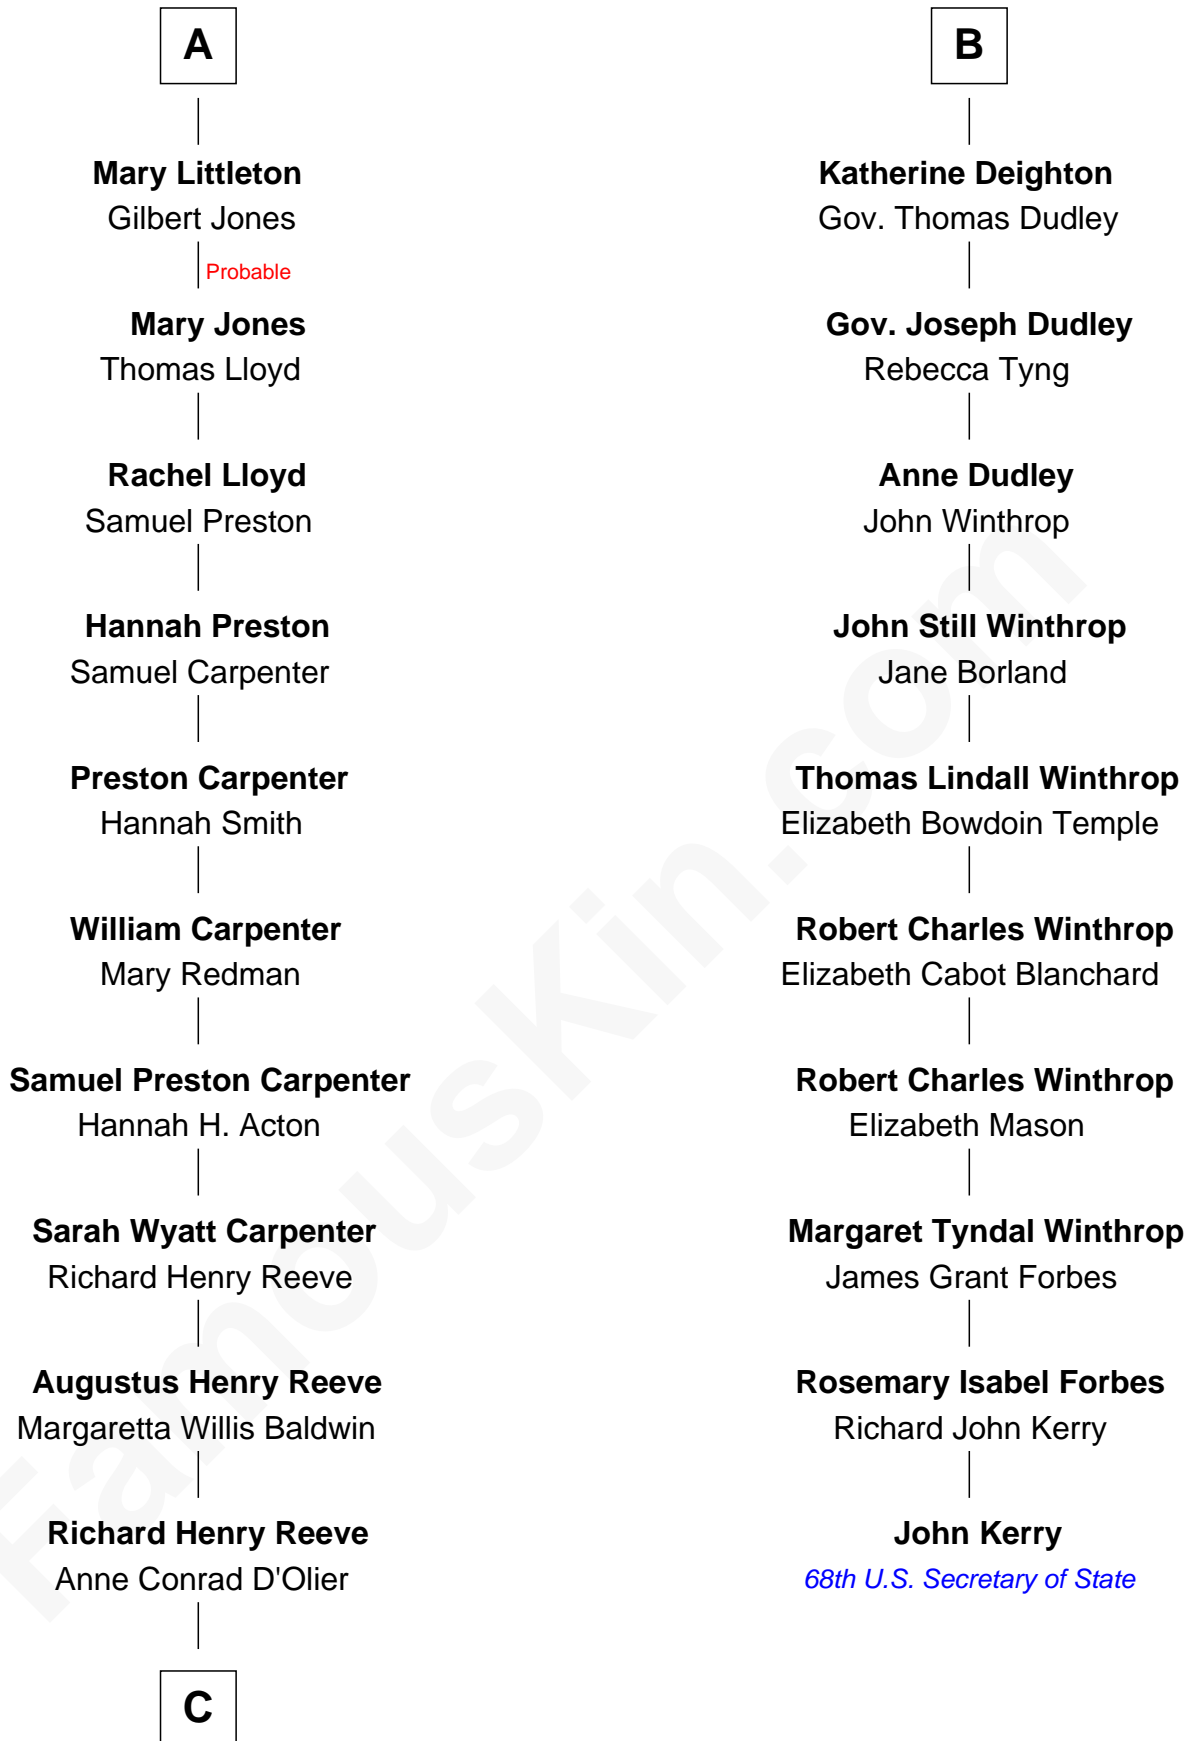 A
Mary Littleton
Gilbert Jones
Probable
Mary Jones
Thomas Lloyd
Rachel Lloyd
Samuel Preston
Hannah Preston
Samuel Carpenter
Preston Carpenter
Hannah Smith
William Carpenter
Mary Redman
Samuel Preston Carpenter
Hannah H. Acton
Sarah Wyatt Carpenter
Richard Henry Reeve
Augustus Henry Reeve
Margaretta Willis Baldwin
Richard Henry Reeve
Anne Conrad D'Olier
C
B
Katherine Deighton
Gov. Thomas Dudley
Gov. Joseph Dudley
Rebecca Tyng
Anne Dudley
John Winthrop
John Still Winthrop
Jane Borland
Thomas Lindall Winthrop
Elizabeth Bowdoin Temple
Robert Charles Winthrop
Elizabeth Cabot Blanchard
Robert Charles Winthrop
Elizabeth Mason
Margaret Tyndal Winthrop
James Grant Forbes
Rosemary Isabel Forbes
Richard John Kerry
John Kerry
68th U.S. Secretary of State
FamousKin.com